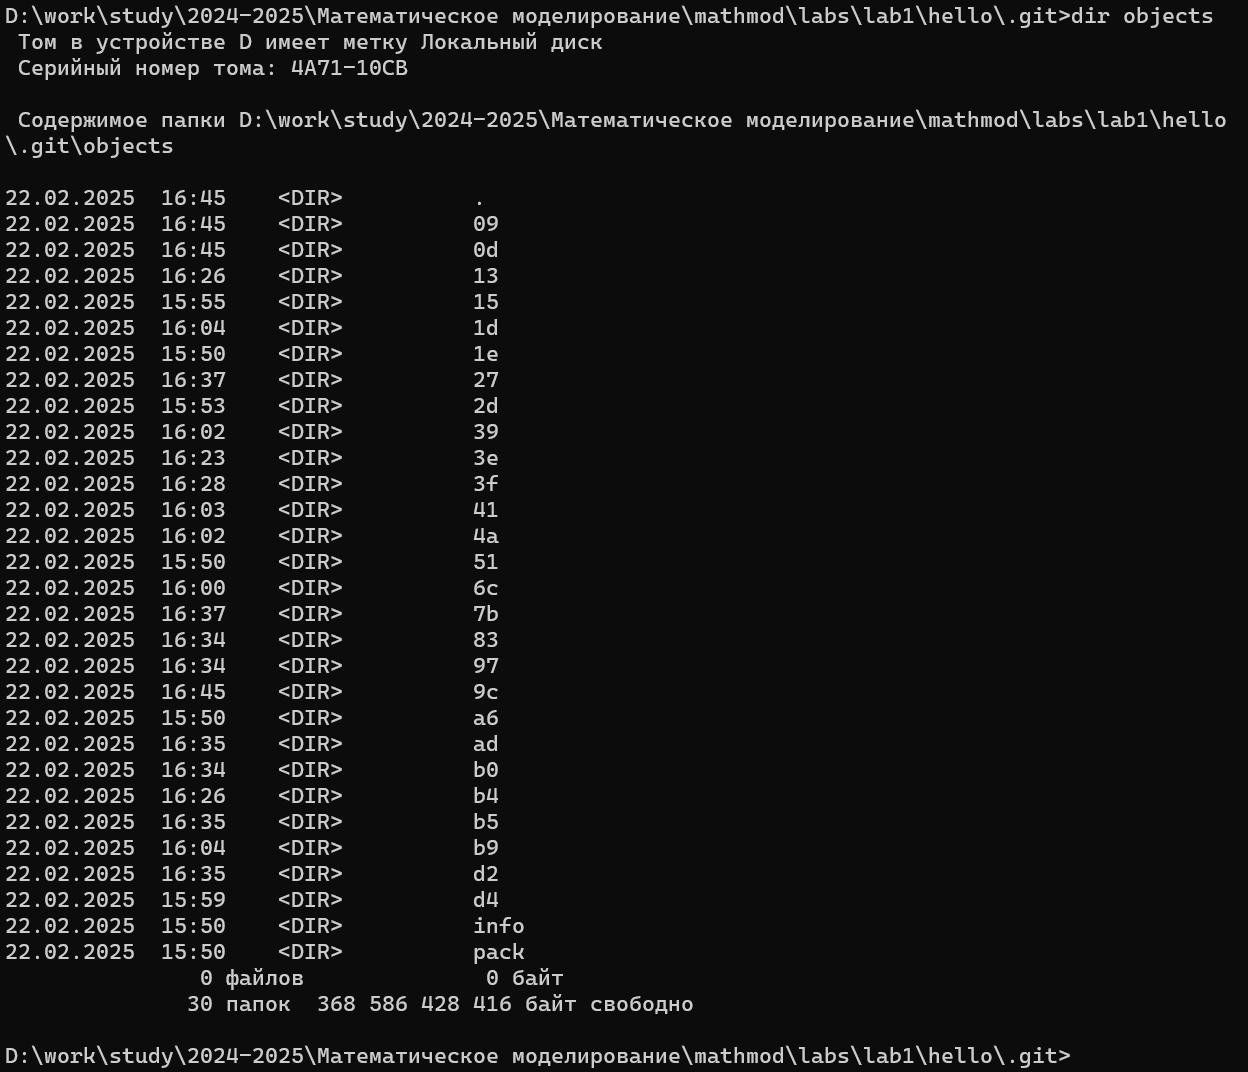 D:\work\study\2024-2025\Математическое моделирование\mathmod\labs\lab1\hello\.git>dir objects
Том в устройстве D имеет метку Локальный диск
Серийный номер тома: 4A71-10CB
Содержимое папки D:\work\study\2024-2025\Математическое моделирование\mathmod\labs\lab1\hello
\.git\objects
22.02.2025  16:45    <DIR>          .
22.02.2025  16:45    <DIR>          09
22.02.2025  16:45    <DIR>          0d
22.02.2025  16:26    <DIR>          13
22.02.2025  15:55    <DIR>          15
22.02.2025  16:04    <DIR>          1d
22.02.2025  15:50    <DIR>          1e
22.02.2025  16:37    <DIR>          27
22.02.2025  15:53    <DIR>          2d
22.02.2025  16:02    <DIR>          39
22.02.2025  16:23    <DIR>          3e
22.02.2025  16:28    <DIR>          3f
22.02.2025  16:03    <DIR>          41
22.02.2025  16:02    <DIR>          4a
22.02.2025  15:50    <DIR>          51
22.02.2025  16:00    <DIR>          6c
22.02.2025  16:37    <DIR>          7b
22.02.2025  16:34    <DIR>          83
22.02.2025  16:34    <DIR>          97
22.02.2025  16:45    <DIR>          9c
22.02.2025  15:50    <DIR>          a6
22.02.2025  16:35    <DIR>          ad
22.02.2025  16:34    <DIR>          b0
22.02.2025  16:26    <DIR>          b4
22.02.2025  16:35    <DIR>          b5
22.02.2025  16:04    <DIR>          b9
22.02.2025  16:35    <DIR>          d2
22.02.2025  15:59    <DIR>          d4
22.02.2025  15:50    <DIR>          info
22.02.2025  15:50    <DIR>          pack
0 файлов              0 байт
30 папок  368 586 428 416 байт свободно
D:\work\study\2024-2025\Математическое моделирование\mathmod\labs\lab1\hello\.git>